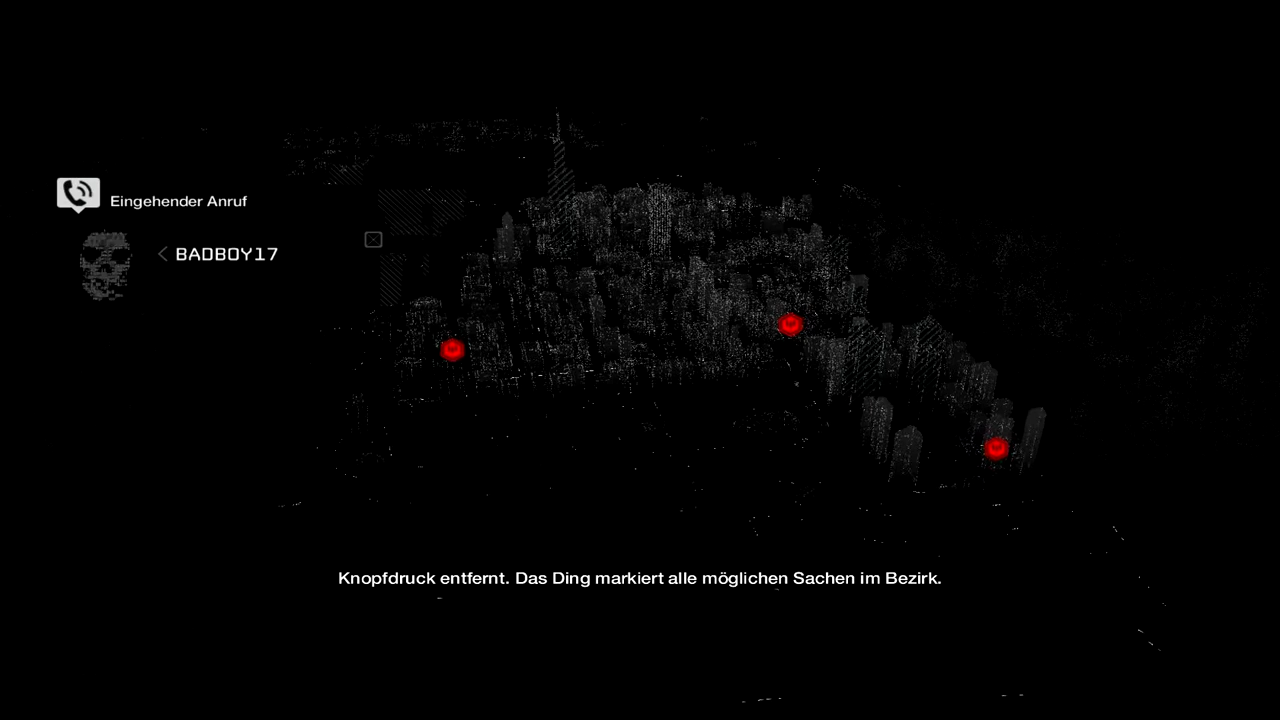 Eingehender Anruf
BADBOY17
Knopfdruck entfernt. Das Ding markiert alle möglichen Sachen im Bezirk.